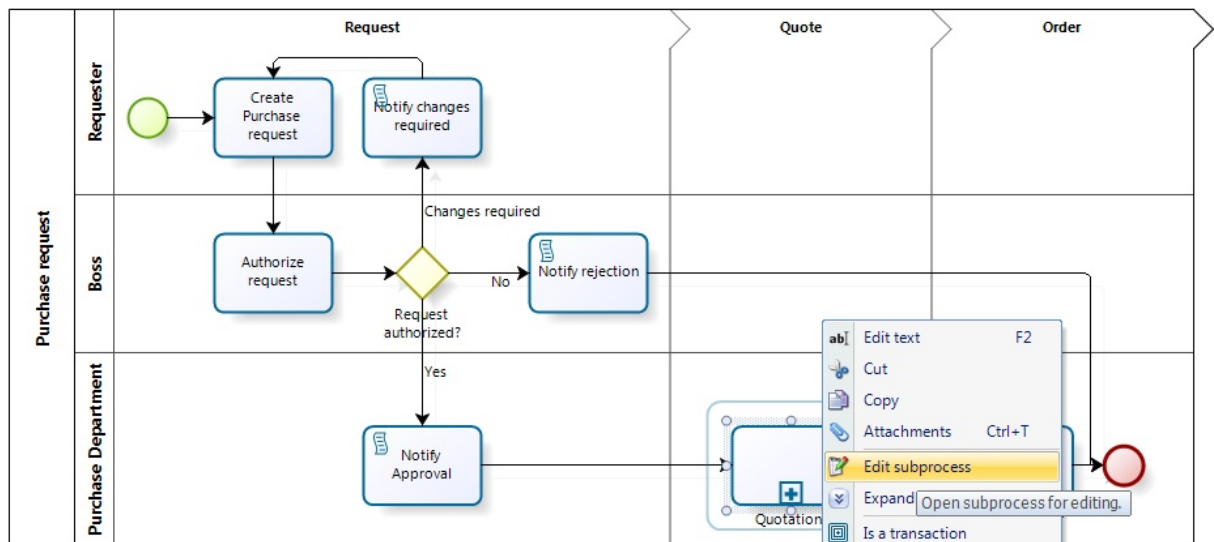 Request
Quote
Order
Purchase request
Requester
Create
Purchase
request
Notify changes
required
Boss
Changes required
Authorize
request
No
Notify rejection
Request
authorized?
Purchase Department
Yes
Notify
Approval
Quotation
ab Edit text F2
Cut
Copy
Attachments Ctrl+T
Edit subprocess
Expand
Open subprocess for editing.
Is a transaction